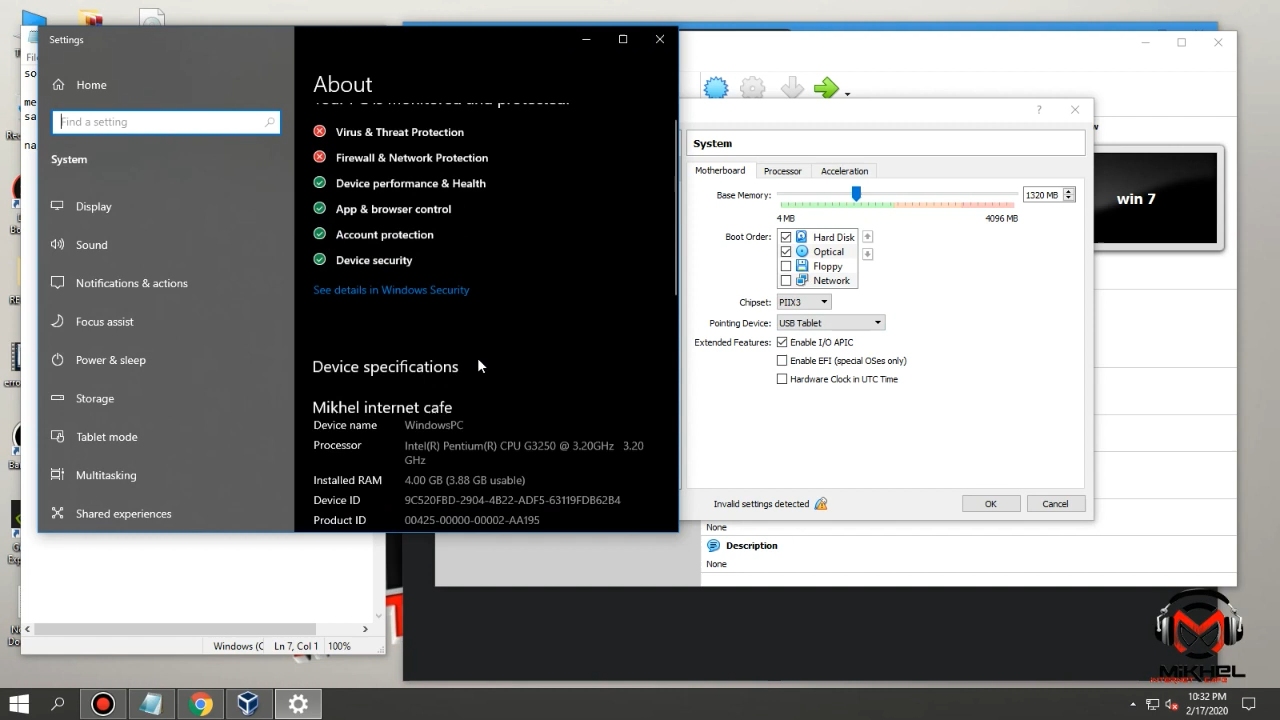 Settings
Home
Find a setting
System
Display
Sound
Notifications & actions
Focus assist
Power & sleep
Storage
Tablet mode
Multitasking
Shared experiences
About
Your PC is monitored and protected.
Virus & Threat Protection
Firewall & Network Protection
Device performance & Health
App & browser control
Account protection
Device security
See details in Windows Security
Device specifications
Mikhel internet cafe
Device name WindowsPC
Processor Intel(R) Pentium(R) CPU G3250 @ 3.20GHz 3.20
GHz
Installed RAM 4.00 GB (3.88 GB usable)
Device ID 9C520FBD-2904-4B22-ADF5-63119FDB62B4
Product ID 00425-00000-00002-AA195
System
Motherboard Processor Acceleration
Base Memory: 1320 MB
4 MB 4096 MB
Boot Order: Hard Disk
Optical
Floppy
Network
Chipset: PIIX3
Pointing Device: USB Tablet
Extended Features: Enable I/O APIC
Enable EFI (special OSes only)
Hardware Clock in UTC Time
Invalid settings detected OK Cancel
?
win 7
None
Description
None
Windows (C Ln 7, Col 1 100%
MIKHEL
10:32 PM
2/17/2020